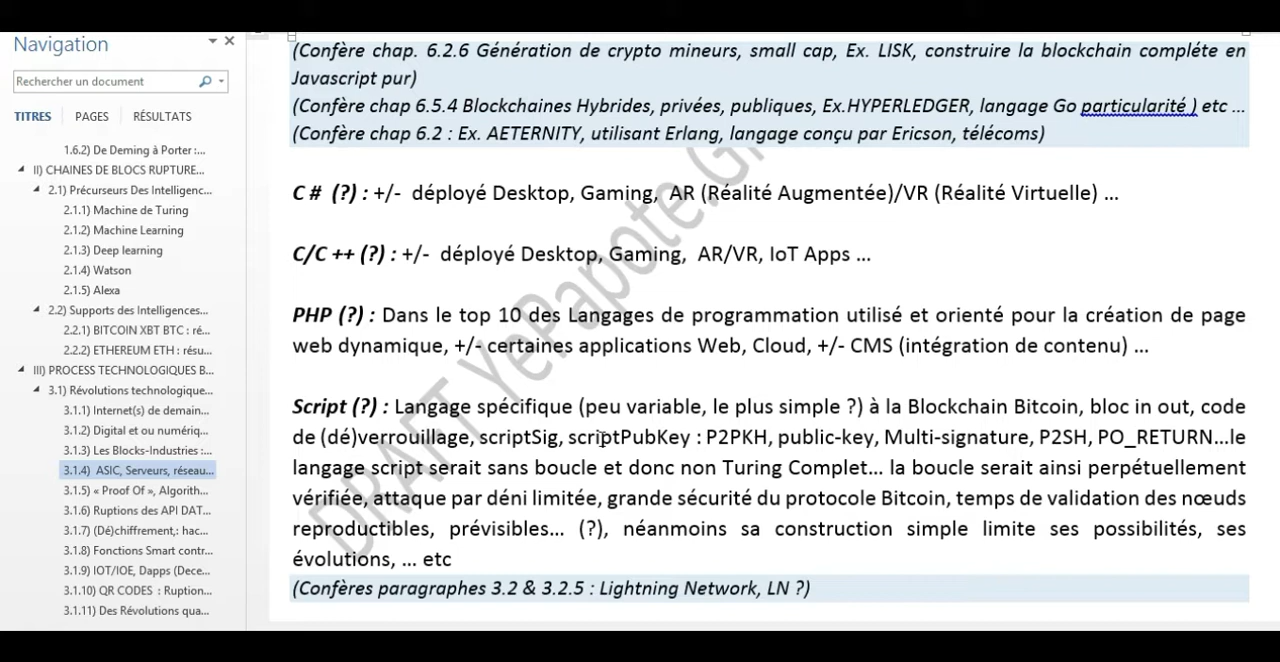 Navigation
Rechercher un document
TITRES PAGES RÉSULTATS
1.6.2) De Deming à Porter :...
II) CHAINES DE BLOCS RUPTURE...
2.1) Précurseurs Des Intelligenc...
2.1.1) Machine de Turing
2.1.2) Machine Learning
2.1.3) Deep learning
2.1.4) Watson
2.1.5) Alexa
2.2) Supports des Intelligences...
2.2.1) BITCOIN XBT BTC : ré...
2.2.2) ETHEREUM ETH : résu...
III) PROCESS TECHNOLOGIQUES B...
3.1) Révolutions technologique...
3.1.1) Internet(s) de demain...
3.1.2) Digital et ou numériq...
3.1.3) Les Blocks-Industries :...
3.1.4) ASIC, Serveurs, réseau...
3.1.5) « Proof Of », Algorith...
3.1.6) Ruptions des API DAT...
3.1.7) (Dé)chiffrement,: hac...
3.1.8) Fonctions Smart contr...
3.1.9) IOT/IOE, Dapps (Dece...
3.1.10) QR CODES : Ruption...
3.1.11) Des Révolutions qua...
(Confère chap. 6.2.6 Génération de crypto mineurs, small cap, Ex. LISK, construire la blockchain compléte en
Javascript pur)
(Confère chap 6.5.4 Blockchaines Hybrides, privées, publiques, Ex.HYPERLEDGER, langage Go particularité ) etc ...
(Confère chap 6.2 : Ex. AETERNITY, utilisant Erlang, langage conçu par Ericson, télécoms)
C # (?) : +/- déployé Desktop, Gaming, AR (Réalité Augmentée)/VR (Réalité Virtuelle) ...
C/C ++ (?) : +/- déployé Desktop, Gaming, AR/VR, IoT Apps ...
PHP (?) : Dans le top 10 des Langages de programmation utilisé et orienté pour la création de page
web dynamique, +/- certaines applications Web, Cloud, +/- CMS (intégration de contenu) ...
Script (?) : Langage spécifique (peu variable, le plus simple ?) à la Blockchain Bitcoin, bloc in out, code
de (dé)verrouillage, scriptSig, scriptPubKey : P2PKH, public-key, Multi-signature, P2SH, PO_RETURN...le
langage script serait sans boucle et donc non Turing Complet... la boucle serait ainsi perpétuellement
vérifiée, attaque par déni limitée, grande sécurité du protocole Bitcoin, temps de validation des nœuds
reproductibles, prévisibles... (?), néanmoins sa construction simple limite ses possibilités, ses
évolutions, ... etc
(Confères paragraphes 3.2 & 3.2.5 : Lightning Network, LN ?)
DRAFT YePapote.G